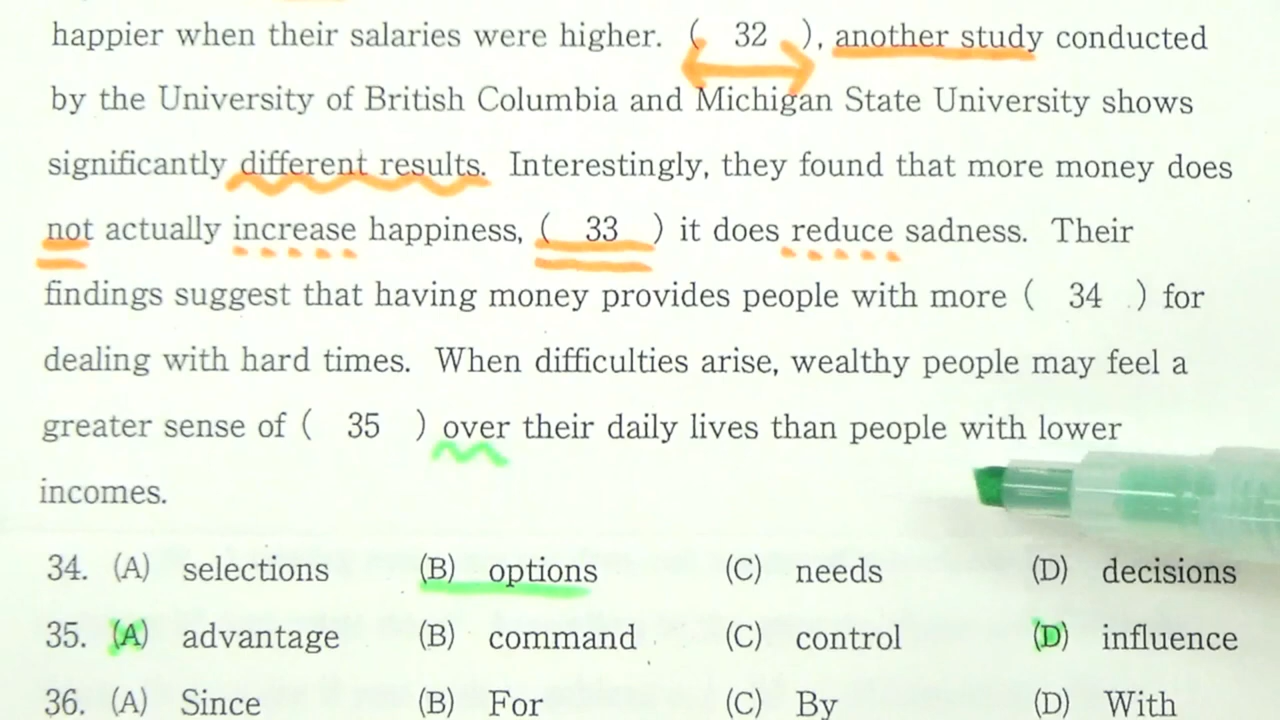 happier when their salaries were higher. ( 32 ), another study conducted
by the University of British Columbia and Michigan State University shows
significantly different results. Interestingly, they found that more money does
not actually increase happiness, ( 33 ) it does reduce sadness. Their
findings suggest that having money provides people with more ( 34 ) for
dealing with hard times. When difficulties arise, wealthy people may feel a
greater sense of ( 35 ) over their daily lives than people with lower
incomes.
34. (A) selections (B) options (C) needs (D) decisions
35. (A) advantage (B) command (C) control (D) influence
36. (A) Since (B) For (C) By (D) With